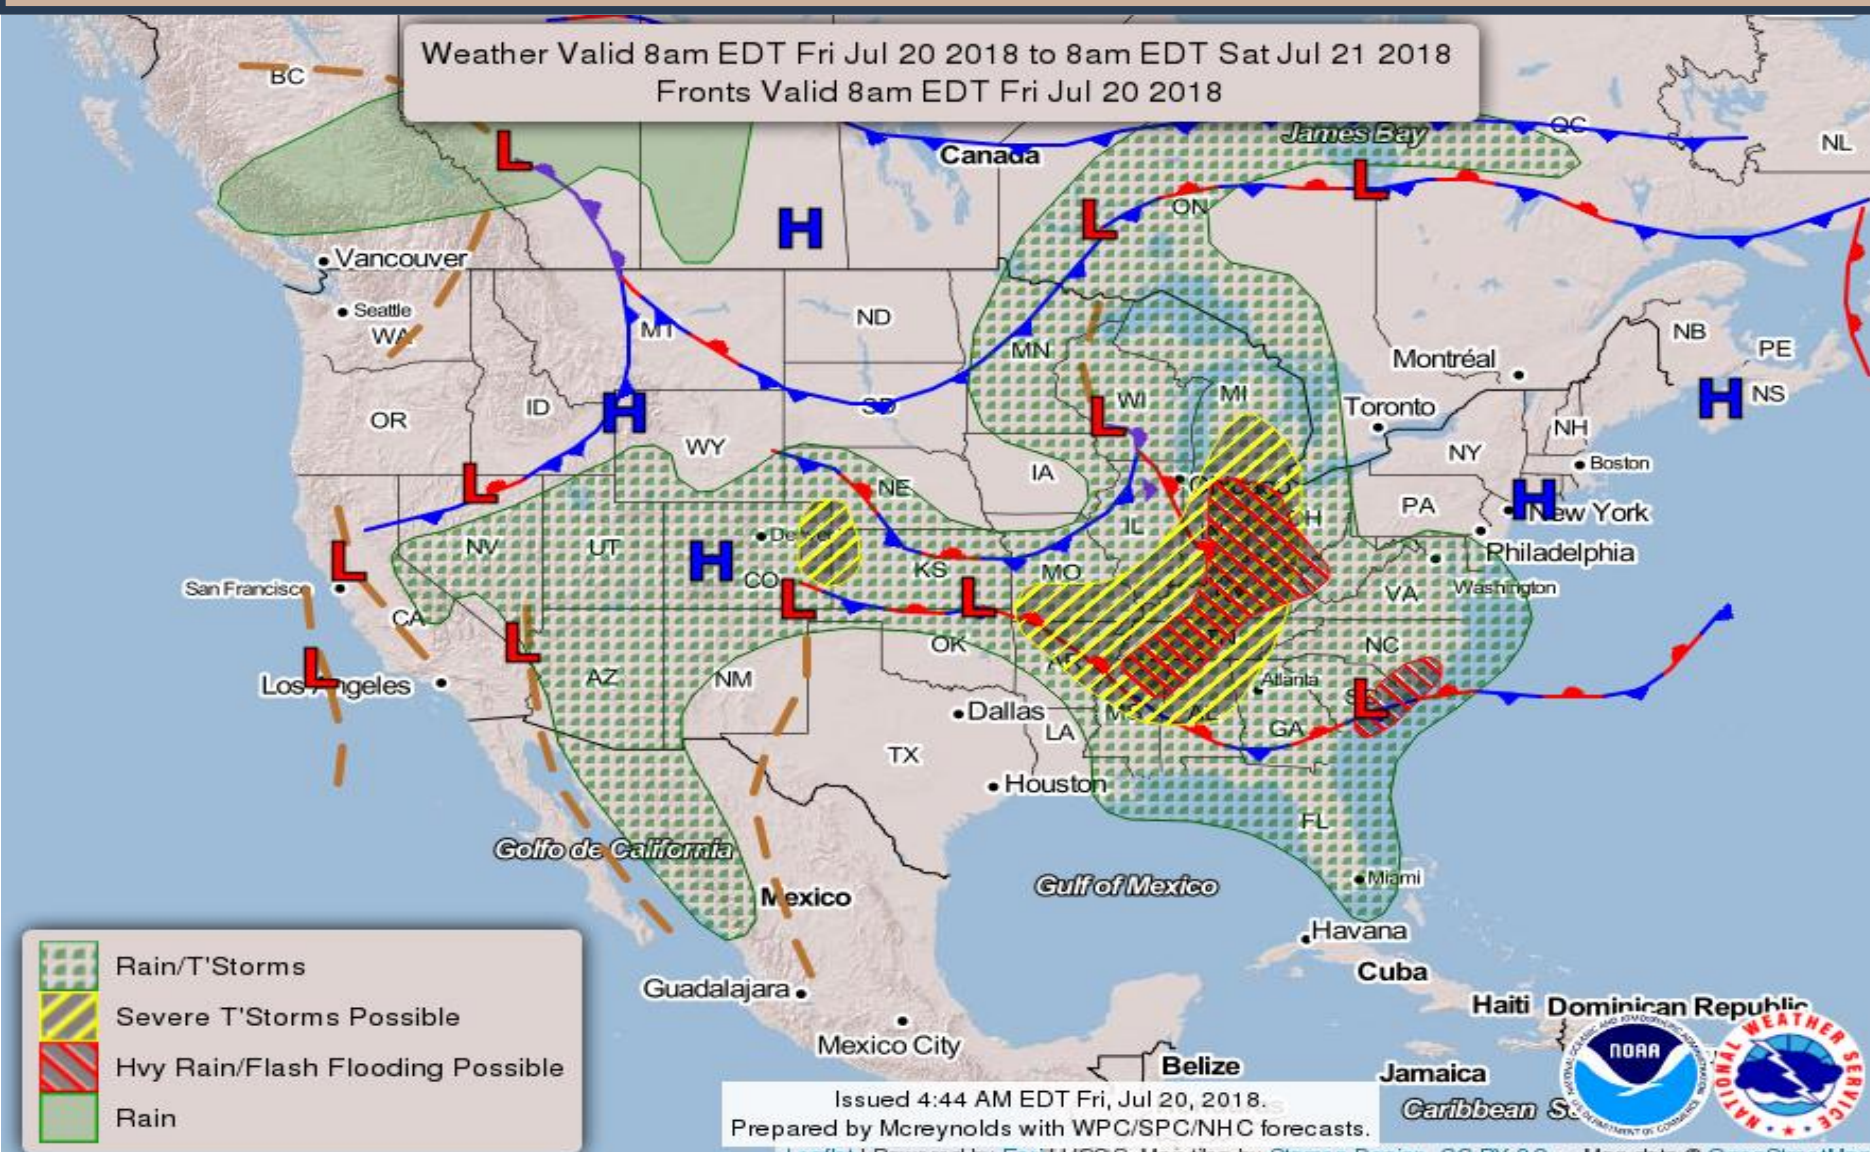 Weather Valid 8am EDT Fri Jul 20 2018 to 8am EDT Sat Jul 21 2018
Fronts Valid 8am EDT Fri Jul 20 2018
BC
James Bay
QC
NL
L
Canada
L
L
ON
H
Vancouver
Seattle
WA
MT
ND
MN
Montréal
NB
PE
OR
ID
H
SD
WI
MI
Toronto
H
NS
WY
L
NY
NH
Boston
L
NE
IA
PA
H
New York
NV
UT
IL
Philadelphia
L
H
CO
KS
MO
VA
Washington
San Francisco
L
L
CA
L
OK
NC
L
Los Angeles
AZ
NM
Atlanta
L
Dallas
LA
GA
TX
Houston
FL
Golfo de California
Miami
Mexico
Gulf of Mexico
Havana
Cuba
Rain/T'Storms
Guadalajara
Haiti
Dominican Republic
Severe T'Storms Possible
Mexico City
Hvy Rain/Flash Flooding Possible
Belize
Jamaica
Rain
Caribbean
NOAA
NATIONAL WEATHER SERVICE
Issued 4:44 AM EDT Fri, Jul 20, 2018.
Prepared by Mcreynolds with WPC/SPC/NHC forecasts.